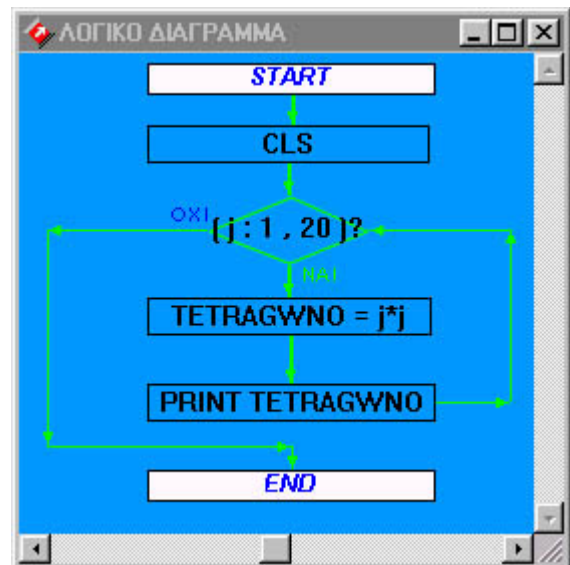 ΛΟΓΙΚΟ ΔΙΑΓΡΑΜΜΑ
START
CLS
ΟΧΙ
( j : 1 , 20 )?
ΝΑΙ
TETRAGWNO = j*j
PRINT TETRAGWNO
END